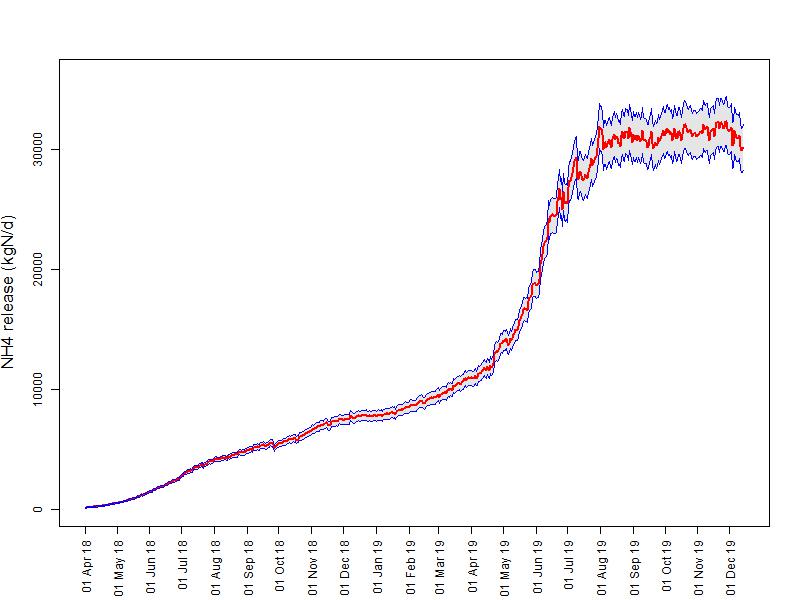 NH4 release (kgN/d)
30000
20000
10000
0
01 Apr 18
01 May 18
01 Jun 18
01 Jul 18
01 Aug 18
01 Sep 18
01 Oct 18
01 Nov 18
01 Dec 18
01 Jan 19
01 Feb 19
01 Mar 19
01 Apr 19
01 May 19
01 Jun 19
01 Jul 19
01 Aug 19
01 Sep 19
01 Oct 19
01 Nov 19
01 Dec 19